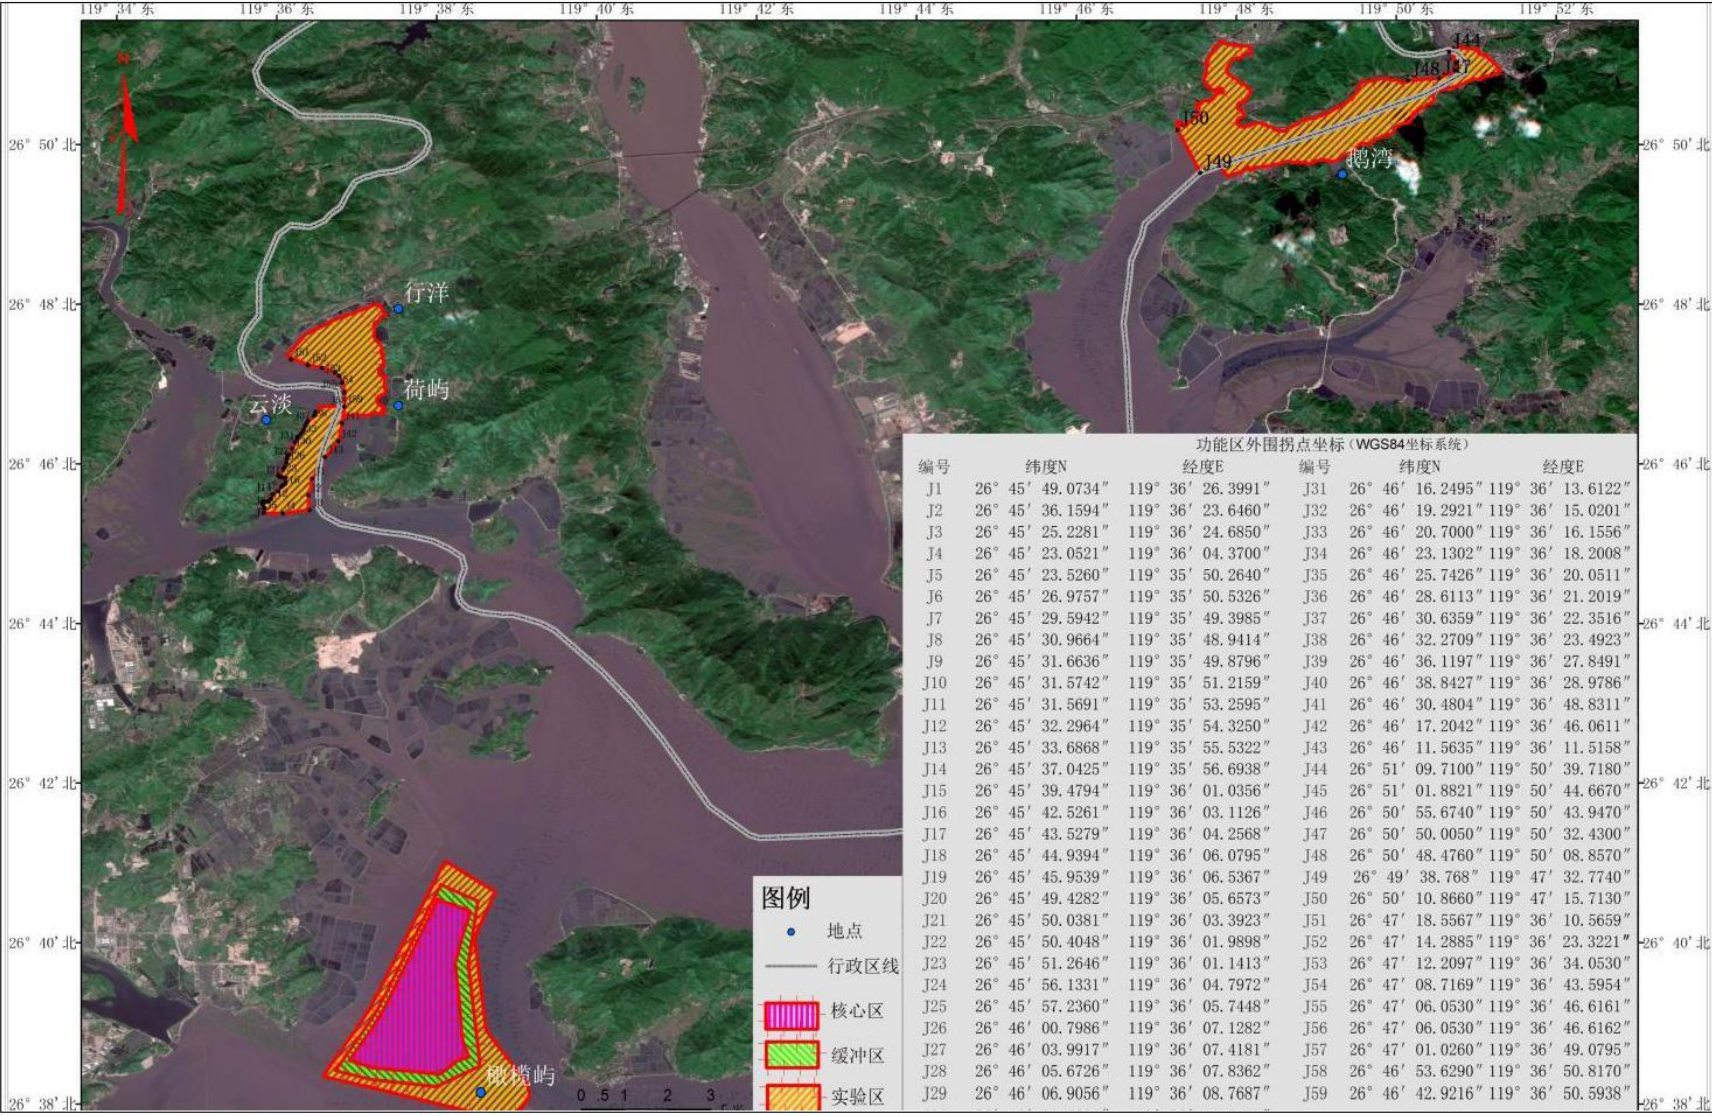 119° 34′ 东 119° 36′ 东 119° 38′ 东 119° 40′ 东 119° 42′ 东 119° 44′ 东 119° 46′ 东 119° 48′ 东 119° 50′ 东 119° 52′ 东
N
J44
J48 J47
J50
26° 50′ 北 26° 50′ 北
J49
鹅湾
行洋
26° 48′ 北 26° 48′ 北
荷屿
云淡
26° 46′ 北 26° 46′ 北
26° 44′ 北 26° 44′ 北
26° 42′ 北 26° 42′ 北
26° 40′ 北 26° 40′ 北
橄榄屿
26° 38′ 北 26° 38′ 北
0 .5 1 2 3
图例
地点
行政区线
核心区
缓冲区
实验区
功能区外围拐点坐标（WGS84坐标系统）
编号 纬度N 经度E 编号 纬度N 经度E
J1 26° 45′ 49.0734″ 119° 36′ 26.3991″ J31 26° 46′ 16.2495″ 119° 36′ 13.6122″
J2 26° 45′ 36.1594″ 119° 36′ 23.6460″ J32 26° 46′ 19.2921″ 119° 36′ 15.0201″
J3 26° 45′ 25.2281″ 119° 36′ 24.6850″ J33 26° 46′ 20.7000″ 119° 36′ 16.1556″
J4 26° 45′ 23.0521″ 119° 36′ 04.3700″ J34 26° 46′ 23.1302″ 119° 36′ 18.2008″
J5 26° 45′ 23.5260″ 119° 35′ 50.2640″ J35 26° 46′ 25.7426″ 119° 36′ 20.0511″
J6 26° 45′ 26.9757″ 119° 35′ 50.5326″ J36 26° 46′ 28.6113″ 119° 36′ 21.2019″
J7 26° 45′ 29.5942″ 119° 35′ 49.3985″ J37 26° 46′ 30.6359″ 119° 36′ 22.3516″
J8 26° 45′ 30.9664″ 119° 35′ 48.9414″ J38 26° 46′ 32.2709″ 119° 36′ 23.4923″
J9 26° 45′ 31.6636″ 119° 35′ 49.8796″ J39 26° 46′ 36.1197″ 119° 36′ 27.8491″
J10 26° 45′ 31.5742″ 119° 35′ 51.2159″ J40 26° 46′ 38.8427″ 119° 36′ 28.9786″
J11 26° 45′ 31.5691″ 119° 35′ 53.2595″ J41 26° 46′ 30.4804″ 119° 36′ 48.8311″
J12 26° 45′ 32.2964″ 119° 35′ 54.3250″ J42 26° 46′ 17.2042″ 119° 36′ 46.0611″
J13 26° 45′ 33.6868″ 119° 35′ 55.5322″ J43 26° 46′ 11.5635″ 119° 36′ 11.5158″
J14 26° 45′ 37.0425″ 119° 35′ 56.6938″ J44 26° 51′ 09.7100″ 119° 50′ 39.7180″
J15 26° 45′ 39.4794″ 119° 36′ 01.0356″ J45 26° 51′ 01.8821″ 119° 50′ 44.6670″
J16 26° 45′ 42.5261″ 119° 36′ 03.1126″ J46 26° 50′ 55.6740″ 119° 50′ 43.9470″
J17 26° 45′ 43.5279″ 119° 36′ 04.2568″ J47 26° 50′ 50.0050″ 119° 50′ 32.4300″
J18 26° 45′ 44.9394″ 119° 36′ 06.0795″ J48 26° 50′ 48.4760″ 119° 50′ 08.8570″
J19 26° 45′ 45.9539″ 119° 36′ 06.5367″ J49 26° 49′ 38.768″ 119° 47′ 32.7740″
J20 26° 45′ 49.4282″ 119° 36′ 05.6573″ J50 26° 50′ 10.8660″ 119° 47′ 15.7130″
J21 26° 45′ 50.0381″ 119° 36′ 03.3923″ J51 26° 47′ 18.5567″ 119° 36′ 10.5659″
J22 26° 45′ 50.4048″ 119° 36′ 01.9898″ J52 26° 47′ 14.2885″ 119° 36′ 23.3221″
J23 26° 45′ 51.2646″ 119° 36′ 01.1413″ J53 26° 47′ 12.2097″ 119° 36′ 34.0530″
J24 26° 45′ 56.1331″ 119° 36′ 04.7972″ J54 26° 47′ 08.7169″ 119° 36′ 43.5954″
J25 26° 45′ 57.2360″ 119° 36′ 05.7448″ J55 26° 47′ 06.0530″ 119° 36′ 46.6161″
J26 26° 46′ 00.7986″ 119° 36′ 07.1282″ J56 26° 47′ 06.0530″ 119° 36′ 46.6162″
J27 26° 46′ 03.9917″ 119° 36′ 07.4181″ J57 26° 47′ 01.0260″ 119° 36′ 49.0795″
J28 26° 46′ 05.6726″ 119° 36′ 07.8362″ J58 26° 46′ 53.6290″ 119° 36′ 50.8170″
J29 26° 46′ 06.9056″ 119° 36′ 08.7687″ J59 26° 46′ 42.9216″ 119° 36′ 50.5938″